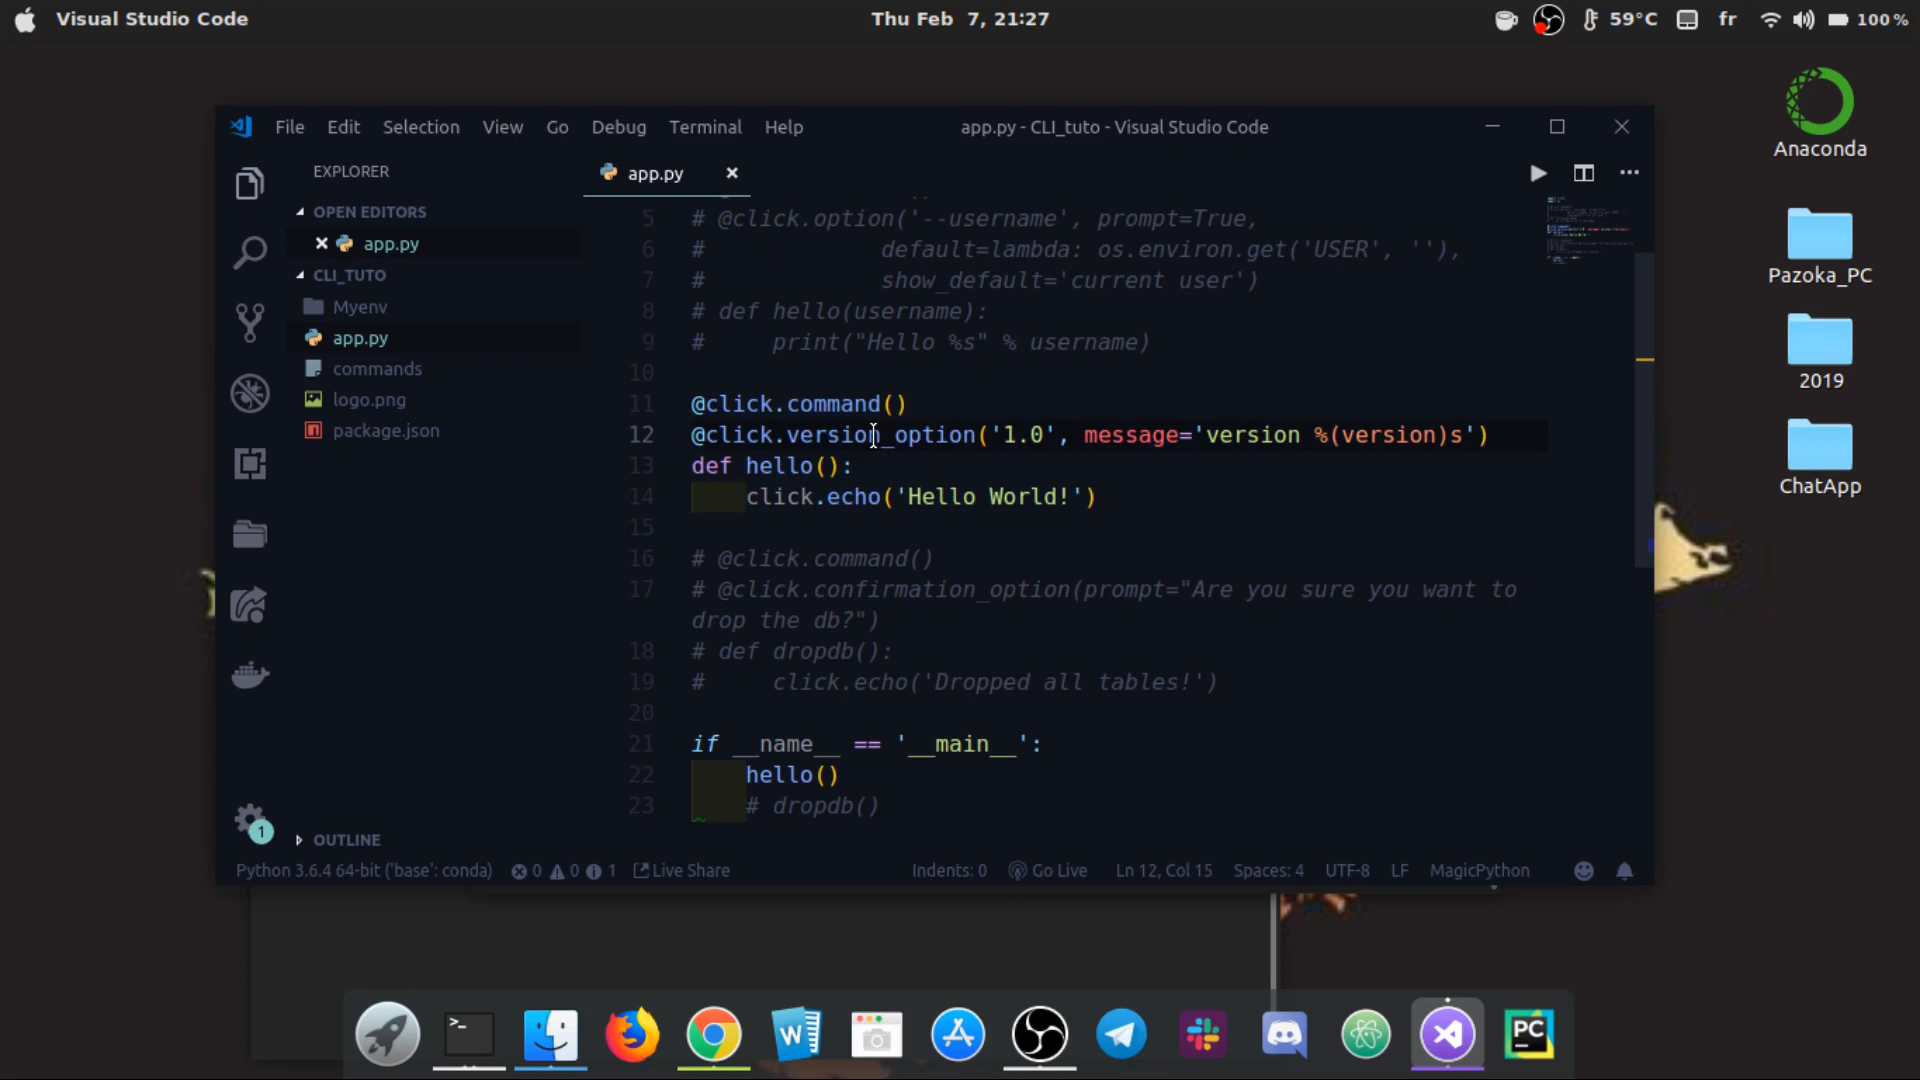 Visual Studio Code
Thu Feb 7, 21:27
59°C
fr
100 %
File Edit Selection View Go Debug Terminal Help
app.py - CLI_tuto - Visual Studio Code
EXPLORER
OPEN EDITORS
app.py
CLI_TUTO
Myenv
app.py
commands
logo.png
package.json
OUTLINE
app.py
5 # @click.option('--username', prompt=True,
6 # default=lambda: os.environ.get('USER', ''),
7 # show_default='current user')
8 # def hello(username):
9 # print("Hello %s" % username)
10
11 @click.command()
12 @click.version_option('1.0', message='version %(version)s')
13 def hello():
14 click.echo('Hello World!')
15
16 # @click.command()
17 # @click.confirmation_option(prompt="Are you sure you want to
drop the db?")
18 # def dropdb():
19 # click.echo('Dropped all tables!')
20
21 if __name__ == '__main__':
22 hello()
23 # dropdb()
1
Python 3.6.4 64-bit ('base': conda) 0 0 1 Live Share Indents: 0 Go Live Ln 12, Col 15 Spaces: 4 UTF-8 LF MagicPython
Anaconda
Pazoka_PC
2019
ChatApp
>_
W
PC